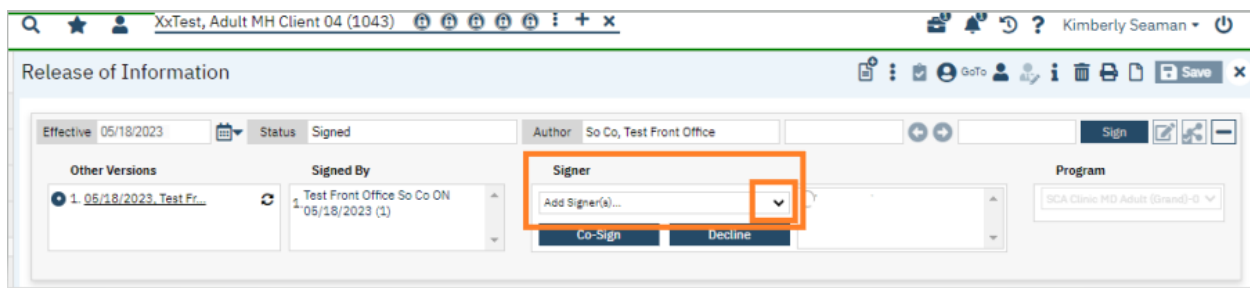 XxTest, Adult MH Client 04 (1043)
? Kimberly Seaman
Release of Information
GoTo
Save
Effective 05/18/2023 Status Signed Author So Co, Test Front Office Sign
Other Versions Signed By Signer Program
1. 05/18/2023, Test Fr...
1. Test Front Office So Co ON
05/18/2023 (1)
Add Signer(s)...
SCA Clinic MD Adult (Grand)-G
Co-Sign Decline